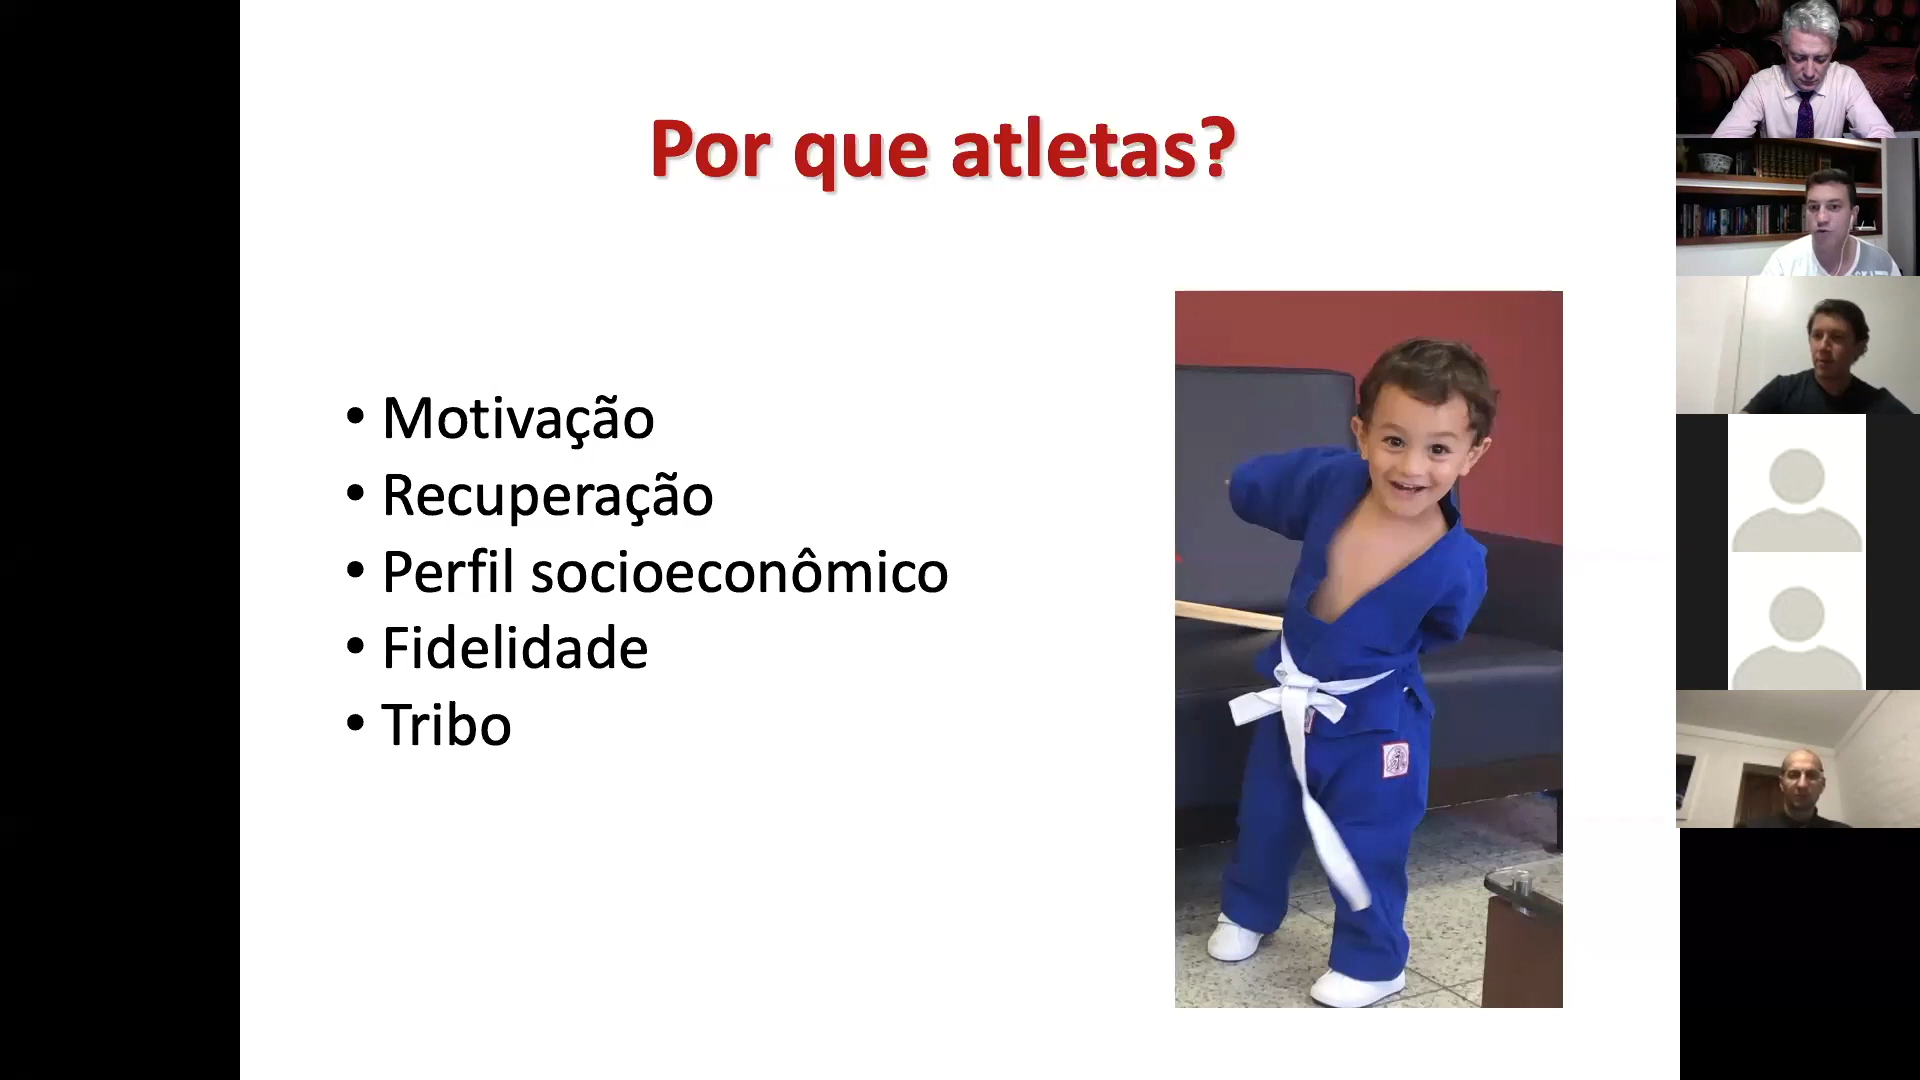 Por que atletas?
• Motivação
• Recuperação
• Perfil socioeconômico
• Fidelidade
• Tribo